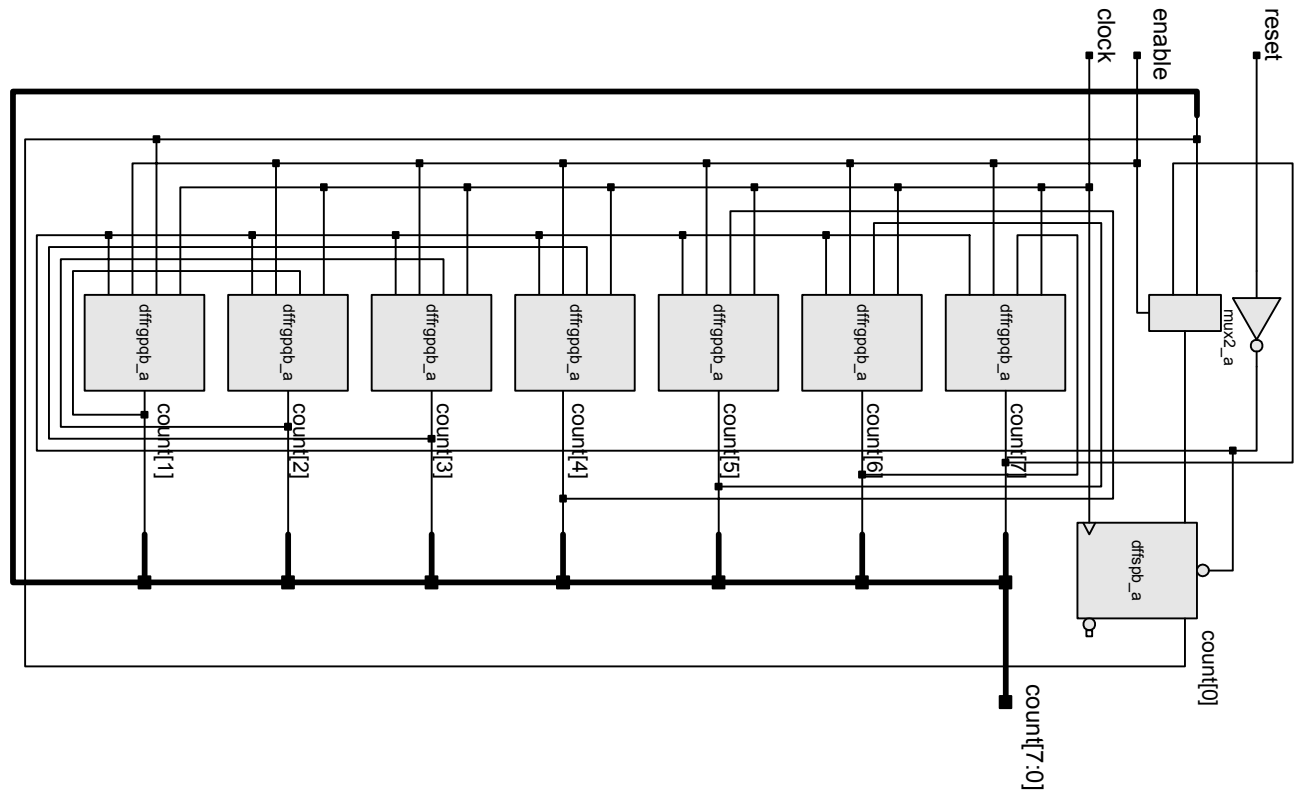 reset
enable
clock
mux2_a
dffrgpqb_a
dffrgpqb_a
dffrgpqb_a
dffrgpqb_a
dffrgpqb_a
dffrgpqb_a
dffrgpqb_a
count[1]
count[2]
count[3]
count[4]
count[5]
count[6]
count[7]
dffspb_a
count[0]
count[7:0]